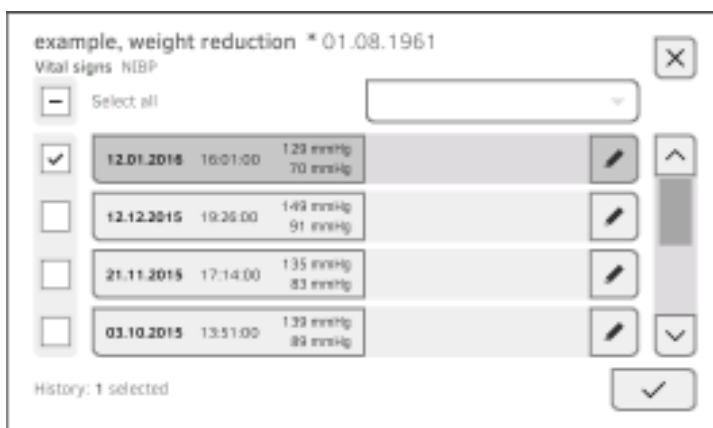 example, weight reduction * 01.08.1961
Vital signs NIBP
Select all
12.01.2016 16:01:00 129 mmHg
70 mmHg
12.12.2015 19:26:00 149 mmHg
91 mmHg
21.11.2015 17:14:00 135 mmHg
83 mmHg
03.10.2015 13:51:00 139 mmHg
89 mmHg
History: 1 selected